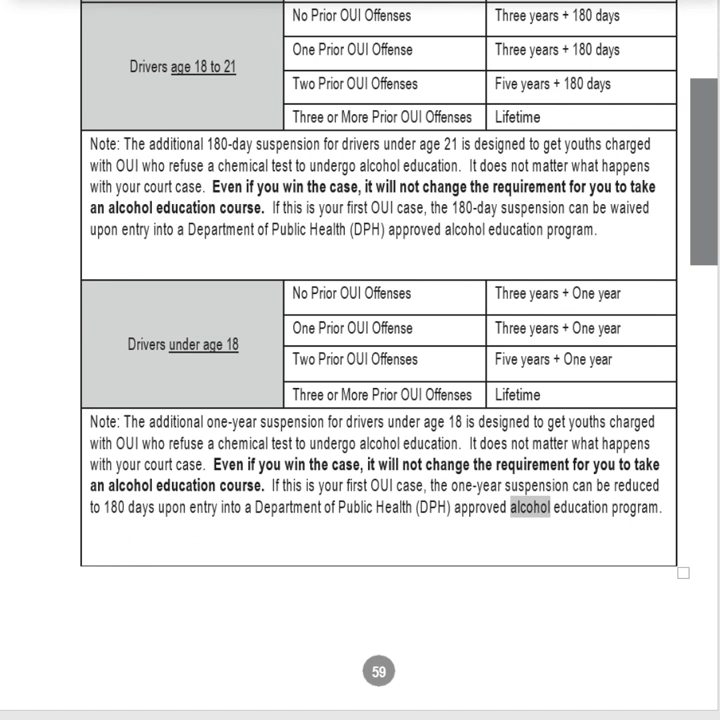 No Prior OUI Offenses Three years + 180 days
One Prior OUI Offense Three years + 180 days
Drivers age 18 to 21
Two Prior OUI Offenses Five years + 180 days
Three or More Prior OUI Offenses Lifetime
Note: The additional 180-day suspension for drivers under age 21 is designed to get youths charged
with OUI who refuse a chemical test to undergo alcohol education. It does not matter what happens
with your court case. Even if you win the case, it will not change the requirement for you to take
an alcohol education course. If this is your first OUI case, the 180-day suspension can be waived
upon entry into a Department of Public Health (DPH) approved alcohol education program.
No Prior OUI Offenses Three years + One year
One Prior OUI Offense Three years + One year
Drivers under age 18
Two Prior OUI Offenses Five years + One year
Three or More Prior OUI Offenses Lifetime
Note: The additional one-year suspension for drivers under age 18 is designed to get youths charged
with OUI who refuse a chemical test to undergo alcohol education. It does not matter what happens
with your court case. Even if you win the case, it will not change the requirement for you to take
an alcohol education course. If this is your first OUI case, the one-year suspension can be reduced
to 180 days upon entry into a Department of Public Health (DPH) approved alcohol education program.
59